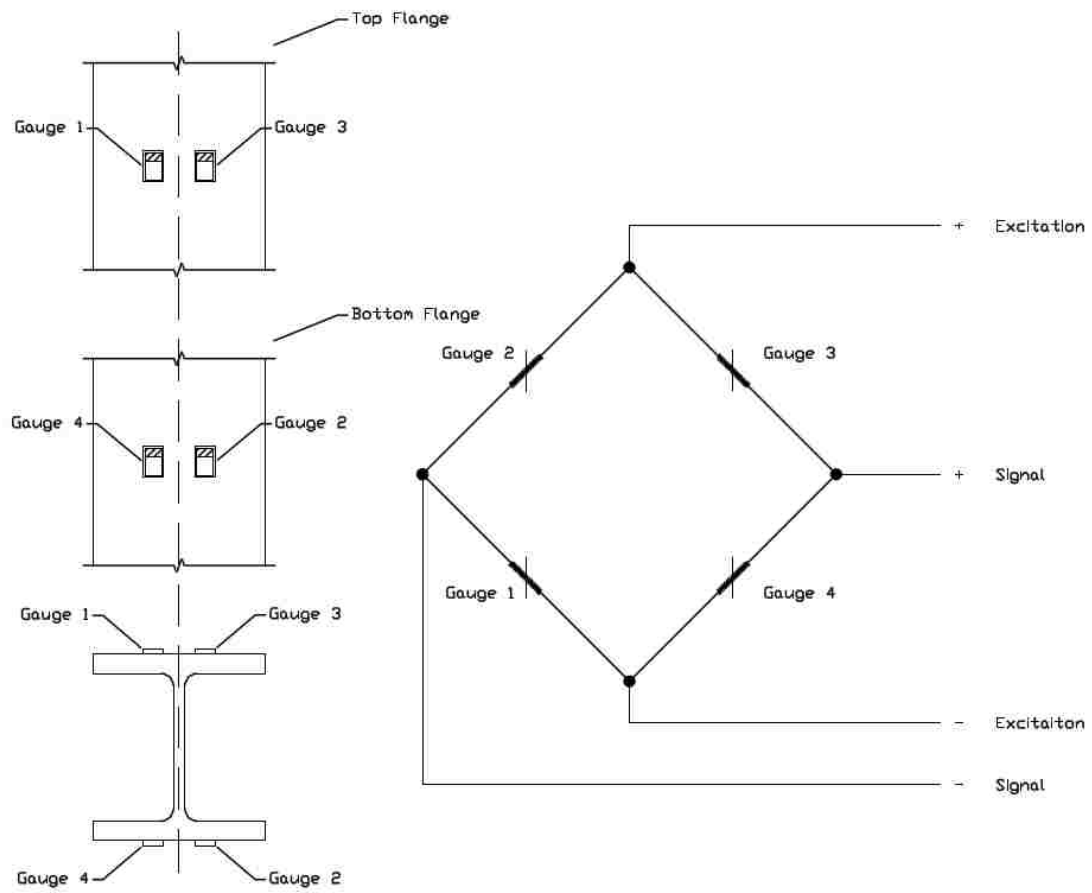 Top Flange
Gauge 1
Gauge 3
Bottom Flange
Gauge 4
Gauge 2
Gauge 1
Gauge 3
Gauge 4
Gauge 2
+ Excitation
Gauge 2
Gauge 3
+ Signal
Gauge 1
Gauge 4
- Excitaiton
- Signal